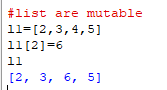 #list are mutable
l1=[2,3,4,5]
l1[2]=6
l1
[2, 3, 6, 5]